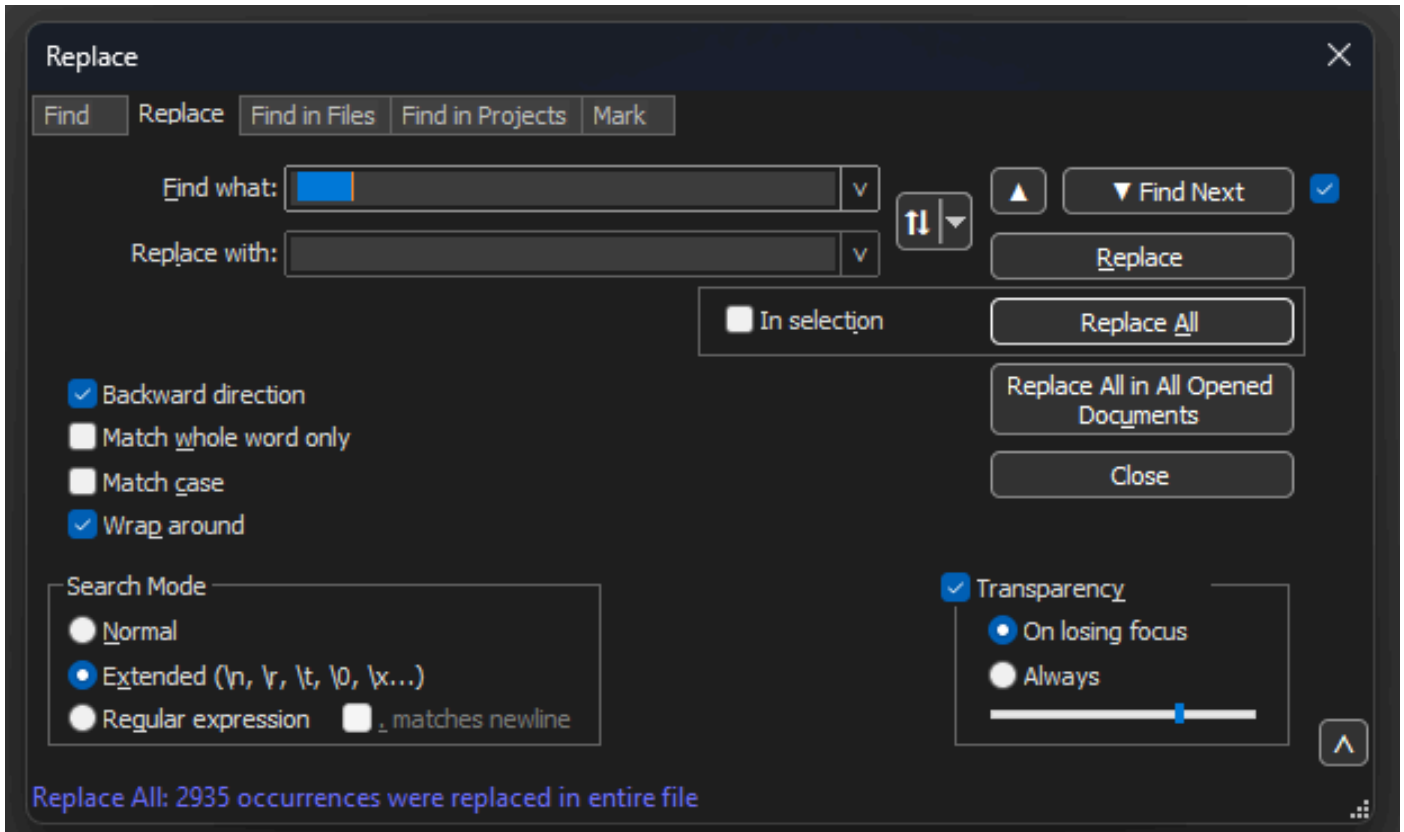 Replace
Find Replace Find in Files Find in Projects Mark
Find what:
▼ Find Next
Replace with:
Replace
In selection
Replace All
Backward direction
Replace All in All Opened
Documents
Match whole word only
Match case
Close
Wrap around
Search Mode
Transparency
Normal
On losing focus
Extended (\n, \r, \t, \0, \x...)
Always
Regular expression
. matches newline
Replace All: 2935 occurrences were replaced in entire file